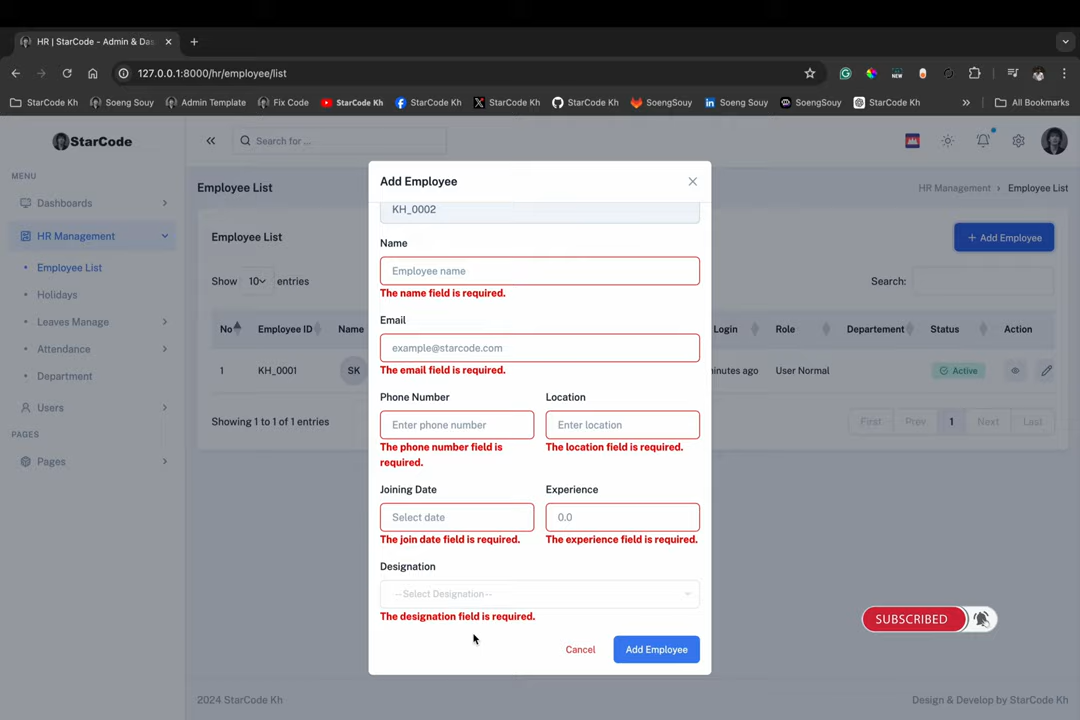 HR | StarCode - Admin & Das
127.0.0.1:8000/hr/employee/list
StarCode Kh
Soeng Souy
Admin Template
Fix Code
StarCode Kh
StarCode Kh
StarCode Kh
StarCode Kh
SoengSouy
Soeng Souy
SoengSouy
StarCode Kh
All Bookmarks
StarCode
Search for ...
MENU
Dashboards
HR Management
Employee List
Holidays
Leaves Manage
Attendance
Department
Users
PAGES
Pages
Employee List
HR Management
Employee List
Employee List
+ Add Employee
Show 10 entries
Search:
No Employee ID Name Login Role Departement Status Action
1 KH_0001 SK inutes ago User Normal Active
Showing 1 to 1 of 1 entries
First Prev 1 Next Last
Add Employee
KH_0002
Name
Employee name
The name field is required.
Email
example@starcode.com
The email field is required.
Phone Number
Enter phone number
The phone number field is
required.
Location
Enter location
The location field is required.
Joining Date
Select date
The join date field is required.
Experience
0.0
The experience field is required.
Designation
--Select Designation--
The designation field is required.
Cancel
Add Employee
SUBSCRIBED
2024 StarCode Kh
Design & Develop by StarCode Kh